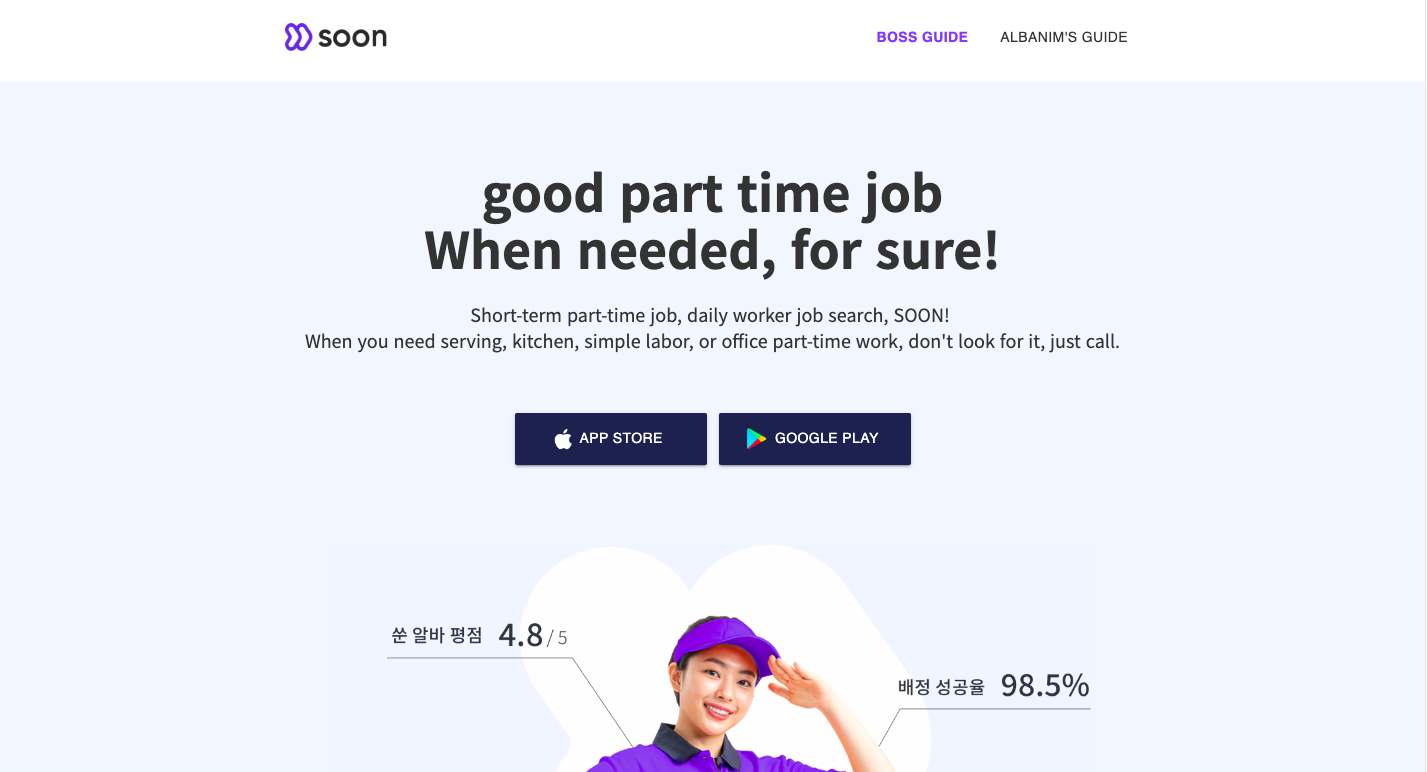 soon
BOSS GUIDE
ALBANIM'S GUIDE
good part time job
When needed, for sure!
Short-term part-time job, daily worker job search, SOON!
When you need serving, kitchen, simple labor, or office part-time work, don't look for it, just call.
APP STORE
GOOGLE PLAY
쑨 알바 평점 4.8 / 5
배정 성공율 98.5%